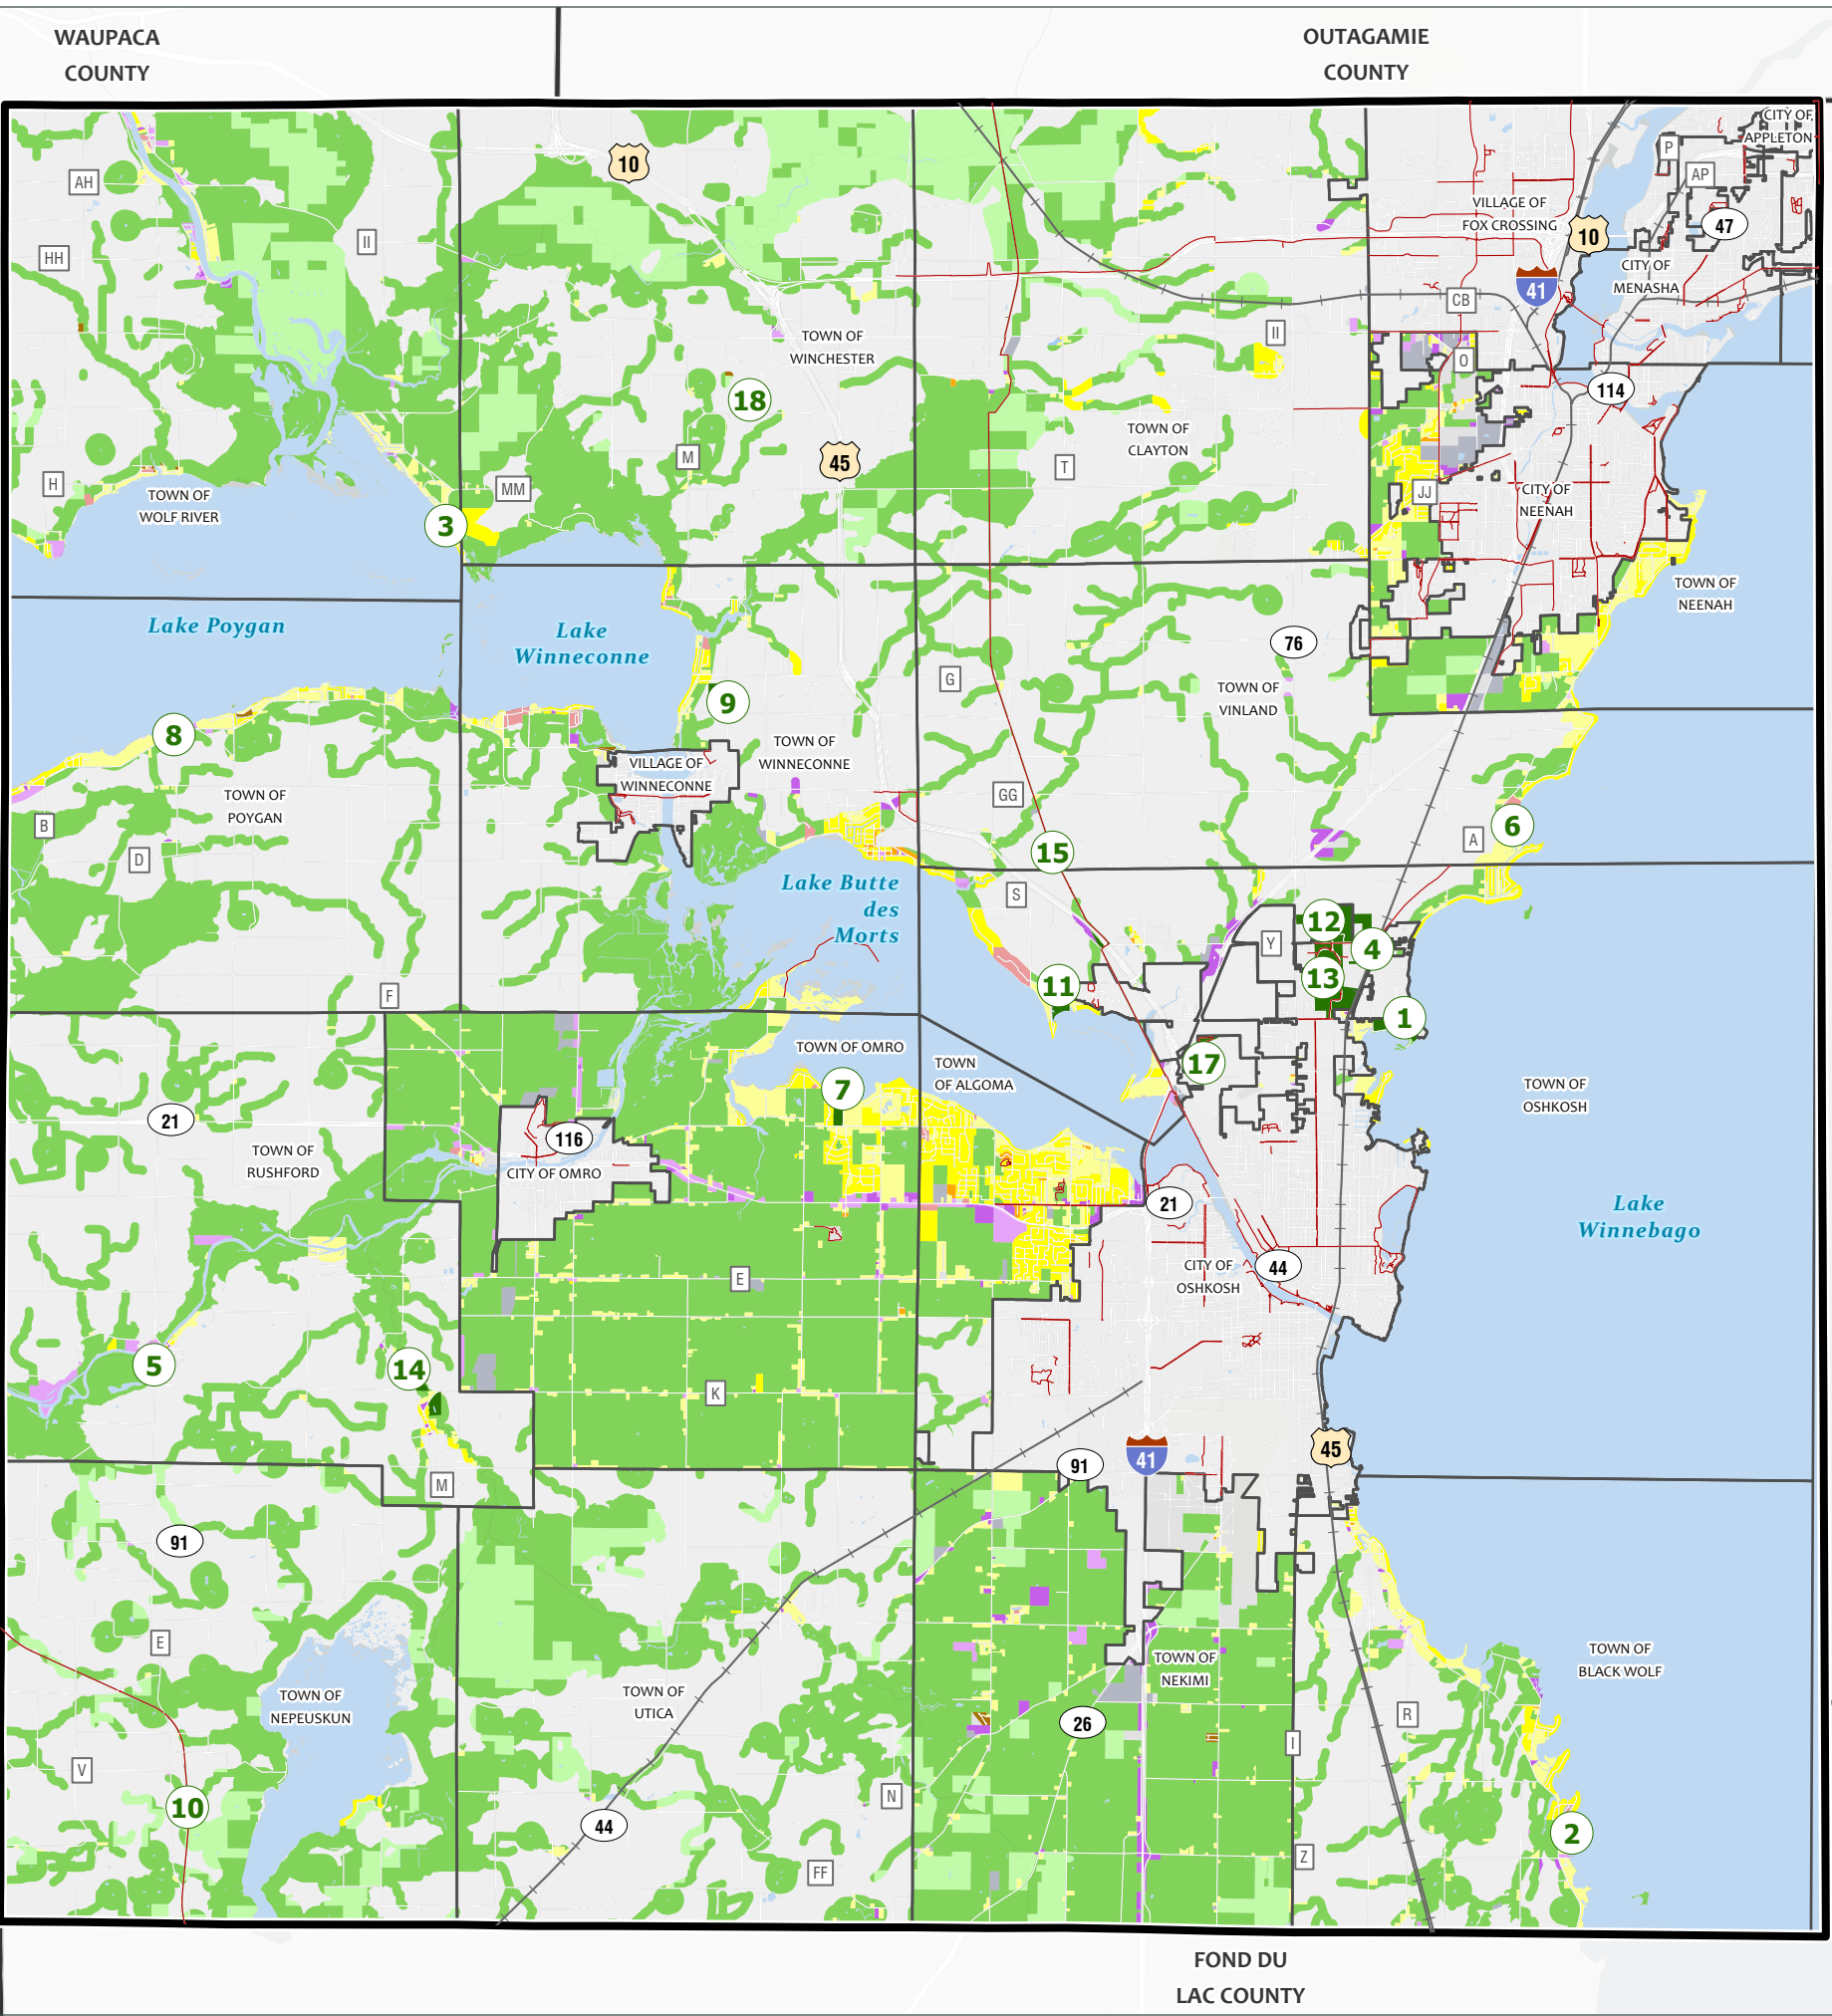 WAUPACA
COUNTY
OUTAGAMIE
COUNTY
CITY OF
APPLETON
P
AP
10
AH
VILLAGE OF
FOX CROSSING
10
47
II
HH
CITY OF
MENASHA
41
CB
TOWN OF
WINCHESTER
II
O
114
18
TOWN OF
CLAYTON
M
45
T
H
MM
JJ
CITY OF
NEENAH
TOWN OF
WOLF RIVER
3
TOWN OF
NEENAH
Lake Poygan
Lake
Winneconne
76
G
TOWN OF
VINLAND
9
8
TOWN OF
WINNECONNE
VILLAGE OF
WINNECONNE
TOWN OF
POYGAN
GG
B
6
A
D
15
Lake Butte
des
Morts
S
12
Y
4
13
11
F
1
TOWN OF OMRO
TOWN
OF ALGOMA
17
7
TOWN OF
OSHKOSH
21
116
TOWN OF
RUSHFORD
CITY OF OMRO
21
Lake
Winnebago
E
CITY OF
OSHKOSH
44
5
14
K
45
41
91
M
91
E
TOWN OF
NEPEUSKUN
TOWN OF
UTICA
TOWN OF
NEKIMI
TOWN OF
BLACK WOLF
26
R
I
V
N
10
44
2
Z
FF
FOND DU
LAC COUNTY